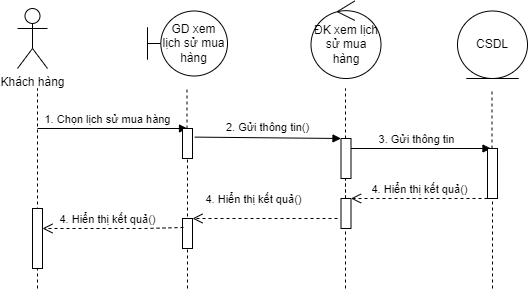 GD xem
lịch sử mua
hàng
ĐK xem lịch
sử mua
hàng
CSDL
Khách hàng
1. Chọn lịch sử mua hàng
2. Gửi thông tin()
3. Gửi thông tin
4. Hiển thị kết quả()
4. Hiển thị kết quả()
4. Hiển thị kết quả()